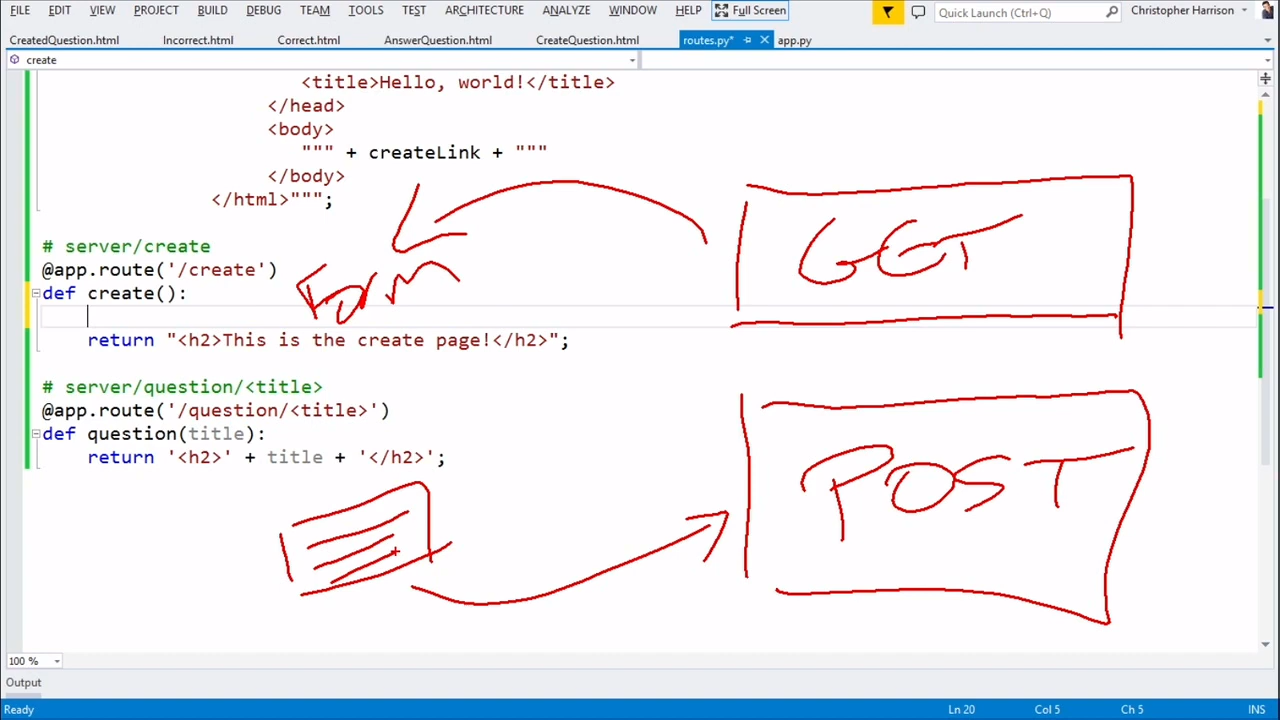 FILE EDIT VIEW PROJECT BUILD DEBUG TEAM TOOLS TEST ARCHITECTURE ANALYZE WINDOW HELP Full Screen Quick Launch (Ctrl+Q) Christopher Harrison
CreatedQuestion.html Incorrect.html Correct.html AnswerQuestion.html CreateQuestion.html routes.py* app.py
create
<title>Hello, world!</title>
</head>
<body>
""" + createLink + """
</body>
</html>""";
GET
# server/create
@app.route('/create')
Form
def create():
return "<h2>This is the create page!</h2>";
# server/question/<title>
@app.route('/question/<title>')
def question(title):
return '<h2>' + title + '</h2>';
POST
100 %
Output
Ready Ln 20 Col 5 Ch 5 INS